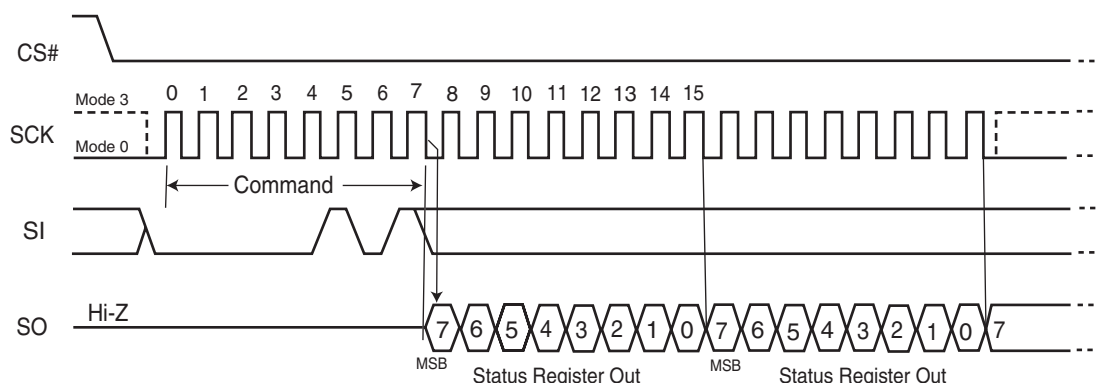 CS#
Mode 3
0 1 2 3 4 5 6 7 8 9 10 11 12 13 14 15
SCK
Mode 0
Command
SI
Hi-Z
SO
7 6 5 4 3 2 1 0 7 6 5 4 3 2 1 0 7
MSB MSB
Status Register Out Status Register Out